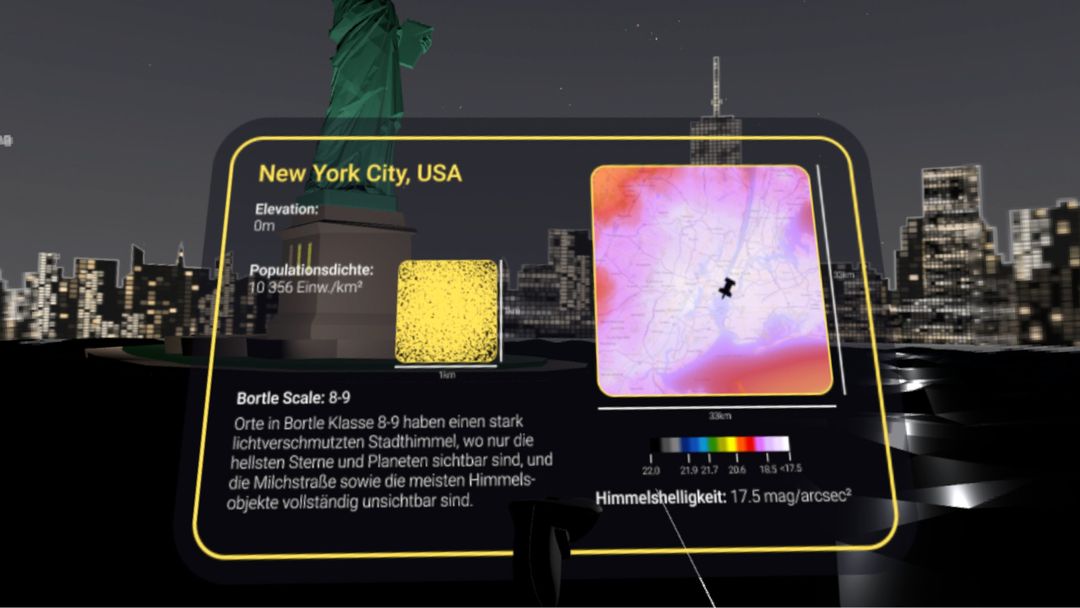 New York City, USA
Elevation:
0m
Populationsdichte:
10 356 Einw./km²
1km
Bortle Scale: 8-9
Orte in Bortle Klasse 8-9 haben einen stark
lichtverschmutzten Stadthimmel, wo nur die
hellsten Sterne und Planeten sichtbar sind, und
die Milchstraße sowie die meisten Himmels-
objekte vollständig unsichtbar sind.
33km
33km
22.0 21.9 21.7 20.6 18.5 <17.5
Himmelshelligkeit: 17.5 mag/arcsec²